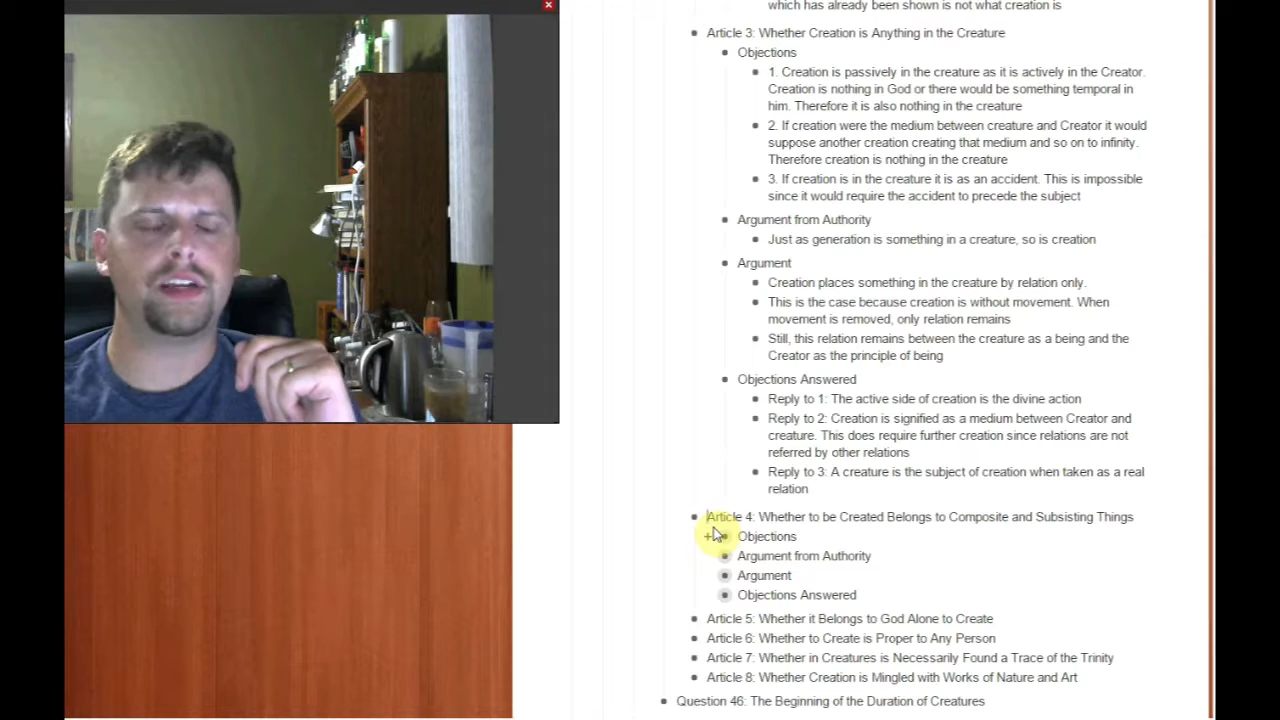 which has already been shown is not what creation is
Article 3: Whether Creation is Anything in the Creature
Objections
1. Creation is passively in the creature as it is actively in the Creator.
Creation is nothing in God or there would be something temporal in
him. Therefore it is also nothing in the creature
2. If creation were the medium between creature and Creator it would
suppose another creation creating that medium and so on to infinity.
Therefore creation is nothing in the creature
3. If creation is in the creature it is as an accident. This is impossible
since it would require the accident to precede the subject
Argument from Authority
Just as generation is something in a creature, so is creation
Argument
Creation places something in the creature by relation only.
This is the case because creation is without movement. When
movement is removed, only relation remains
Still, this relation remains between the creature as a being and the
Creator as the principle of being
Objections Answered
Reply to 1: The active side of creation is the divine action
Reply to 2: Creation is signified as a medium between Creator and
creature. This does require further creation since relations are not
referred by other relations
Reply to 3: A creature is the subject of creation when taken as a real
relation
Article 4: Whether to be Created Belongs to Composite and Subsisting Things
Objections
Argument from Authority
Argument
Objections Answered
Article 5: Whether it Belongs to God Alone to Create
Article 6: Whether to Create is Proper to Any Person
Article 7: Whether in Creatures is Necessarily Found a Trace of the Trinity
Article 8: Whether Creation is Mingled with Works of Nature and Art
Question 46: The Beginning of the Duration of Creatures